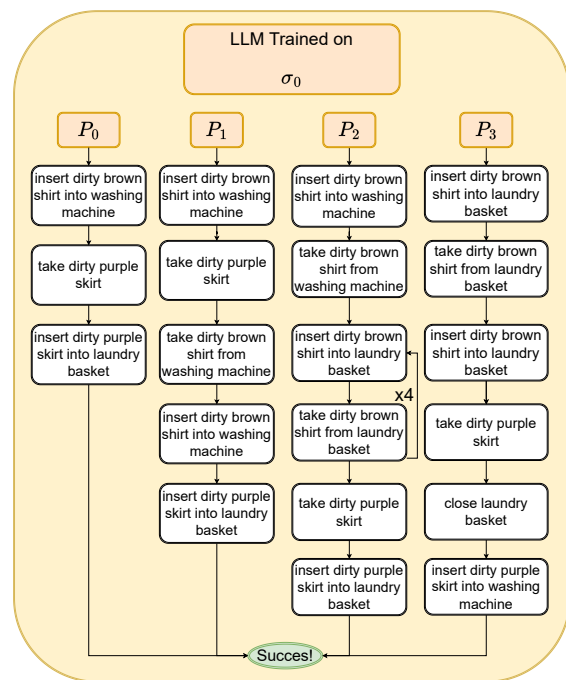 LLM Trained on
σ₀
P₀
P₁
P₂
P₃
insert dirty brown
shirt into washing
machine
take dirty purple
skirt
insert dirty purple
skirt into laundry
basket
insert dirty brown
shirt into washing
machine
take dirty purple
skirt
take dirty brown
shirt from
washing machine
insert dirty brown
shirt into washing
machine
insert dirty purple
skirt into laundry
basket
insert dirty brown
shirt into washing
machine
take dirty brown
shirt from
washing machine
insert dirty brown
shirt into laundry
basket
x4
take dirty brown
shirt from laundry
basket
take dirty purple
skirt
insert dirty purple
skirt into laundry
basket
insert dirty brown
shirt into laundry
basket
take dirty brown
shirt from laundry
basket
insert dirty brown
shirt into laundry
basket
take dirty purple
skirt
close laundry
basket
insert dirty purple
skirt into washing
machine
Succes!